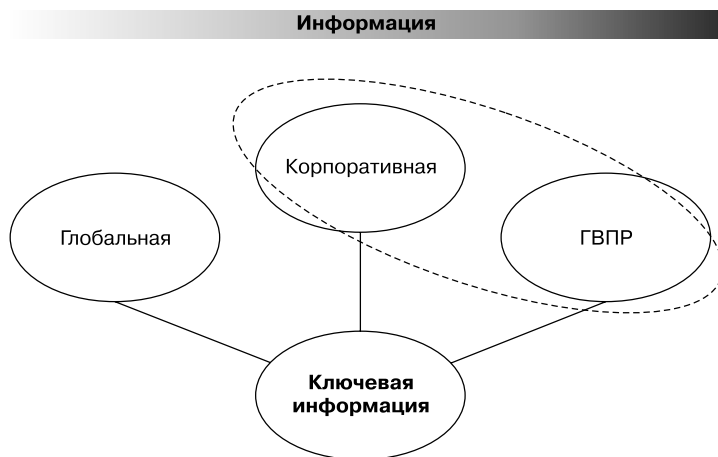 Информация
Корпоративная
Глобальная
ГВПР
Ключевая
информация